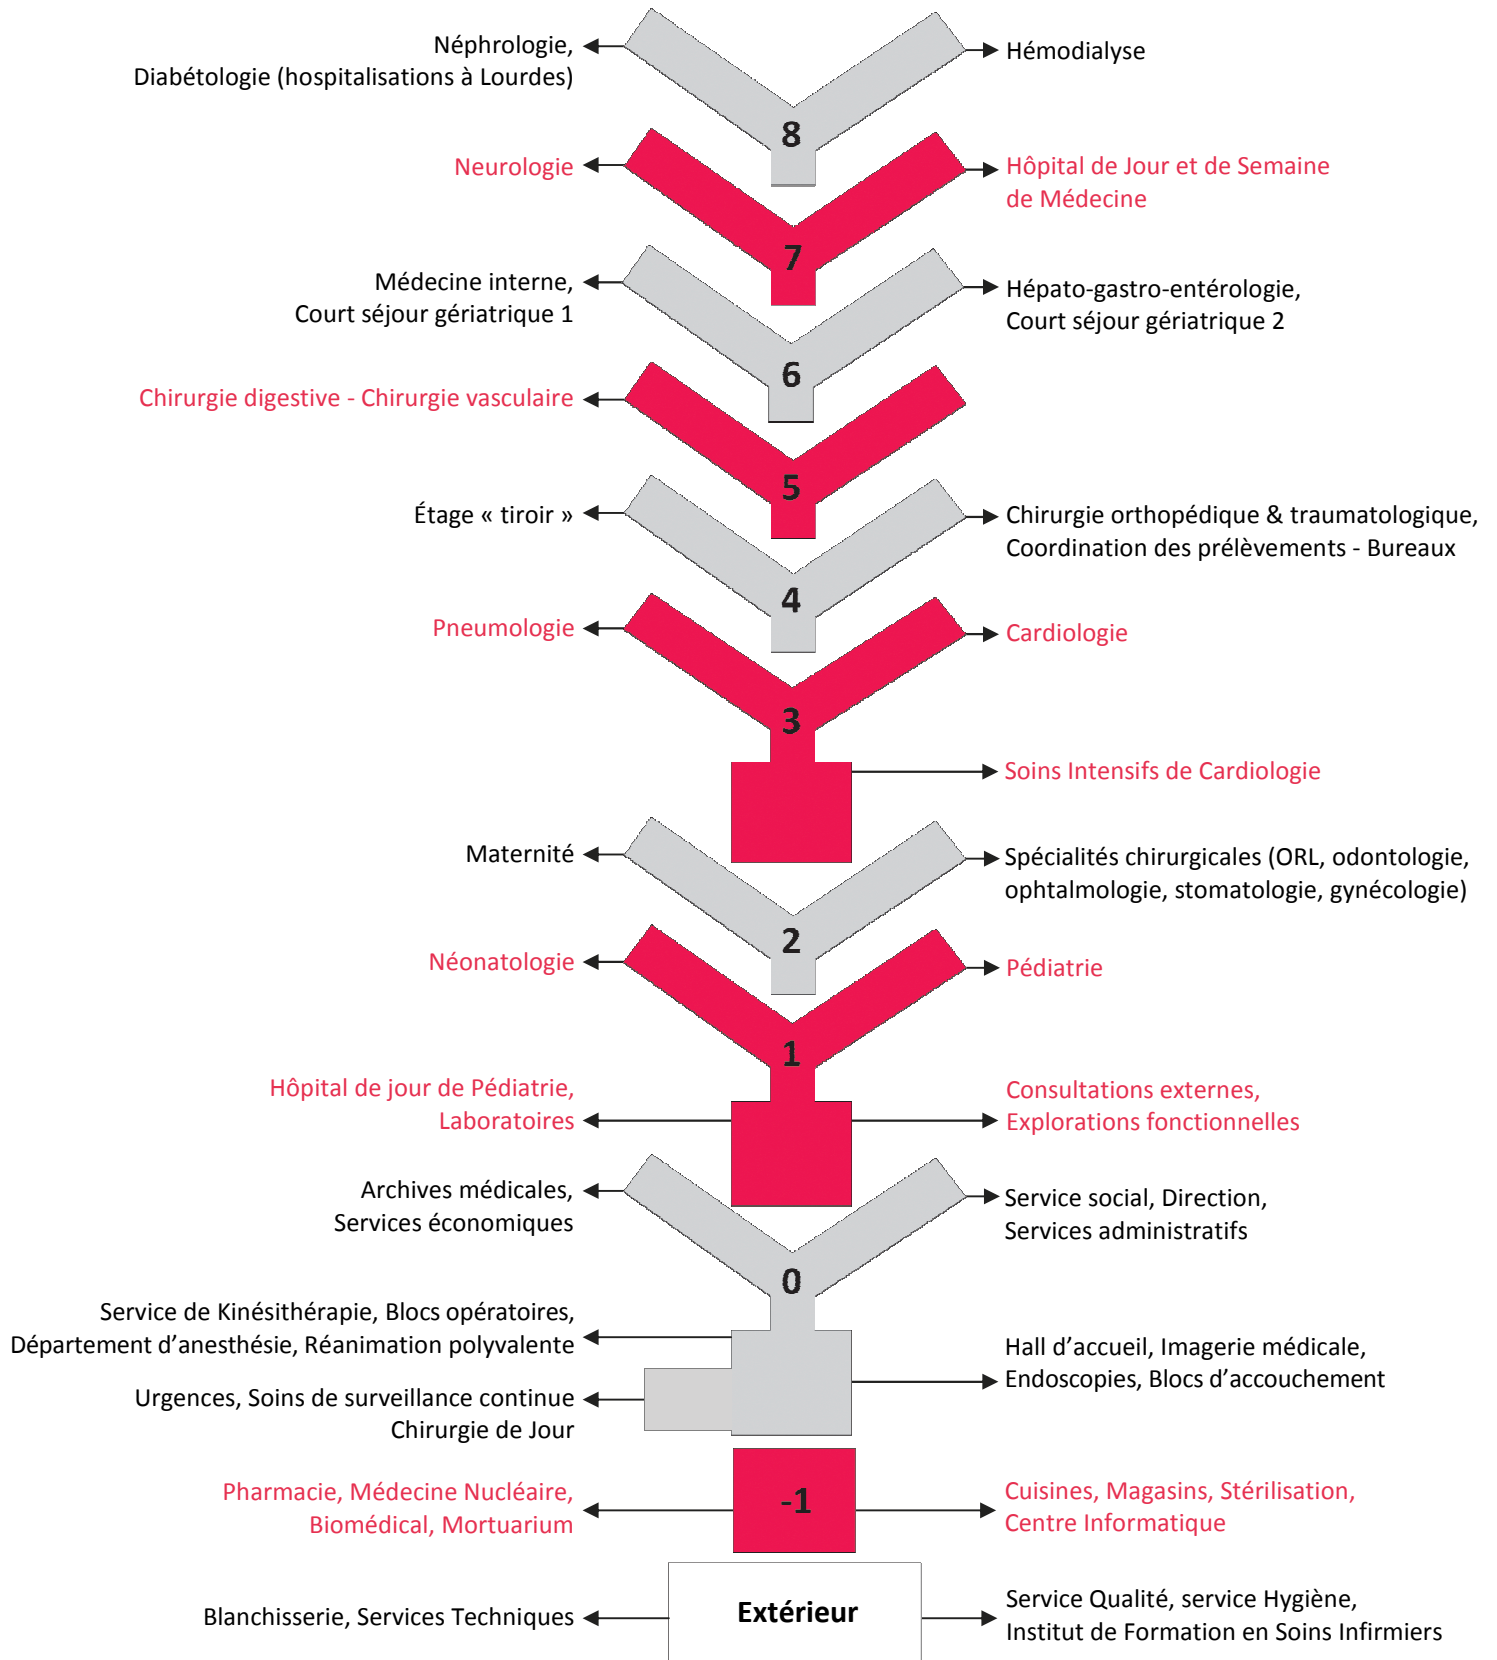 Néphrologie,
Diabétologie (hospitalisations à Lourdes)
Hémodialyse
8
Neurologie
Hôpital de Jour et de Semaine
de Médecine
7
Médecine interne,
Court séjour gériatrique 1
Hépato-gastro-entérologie,
Court séjour gériatrique 2
6
Chirurgie digestive - Chirurgie vasculaire
5
Étage « tiroir »
Chirurgie orthopédique & traumatologique,
Coordination des prélèvements - Bureaux
4
Pneumologie
Cardiologie
3
Soins Intensifs de Cardiologie
Maternité
Spécialités chirurgicales (ORL, odontologie,
ophtalmologie, stomatologie, gynécologie)
2
Néonatologie
Pédiatrie
1
Hôpital de jour de Pédiatrie,
Laboratoires
Consultations externes,
Explorations fonctionnelles
Archives médicales,
Services économiques
Service social, Direction,
Services administratifs
0
Service de Kinésithérapie, Blocs opératoires,
Département d'anesthésie, Réanimation polyvalente
Hall d'accueil, Imagerie médicale,
Endoscopies, Blocs d'accouchement
Urgences, Soins de surveillance continue
Chirurgie de Jour
Pharmacie, Médecine Nucléaire,
Biomédical, Mortuarium
-1
Cuisines, Magasins, Stérilisation,
Centre Informatique
Blanchisserie, Services Techniques
Extérieur
Service Qualité, service Hygiène,
Institut de Formation en Soins Infirmiers